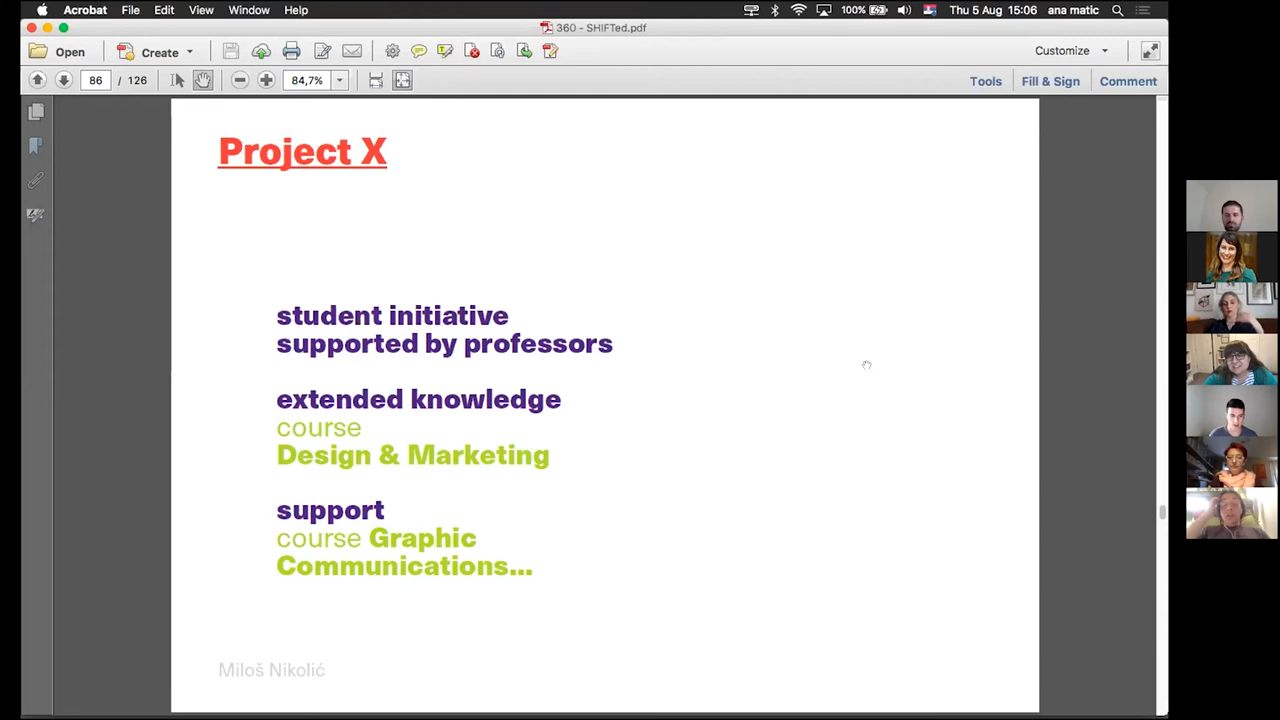 Acrobat File Edit View Window Help 100% Thu 5 Aug 15:06 ana matic
360 - SHIFTed.pdf
Open Create Customize
86 / 126 84,7% Tools Fill & Sign Comment
Project X
student initiative
supported by professors
extended knowledge
course
Design & Marketing
support
course Graphic
Communications...
Miloš Nikolić